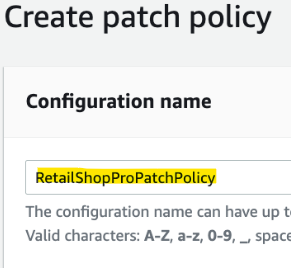 Create patch policy
Configuration name
RetailShopProPatchPolicy
The configuration name can have up t
Valid characters: A-Z, a-z, 0-9, _, space